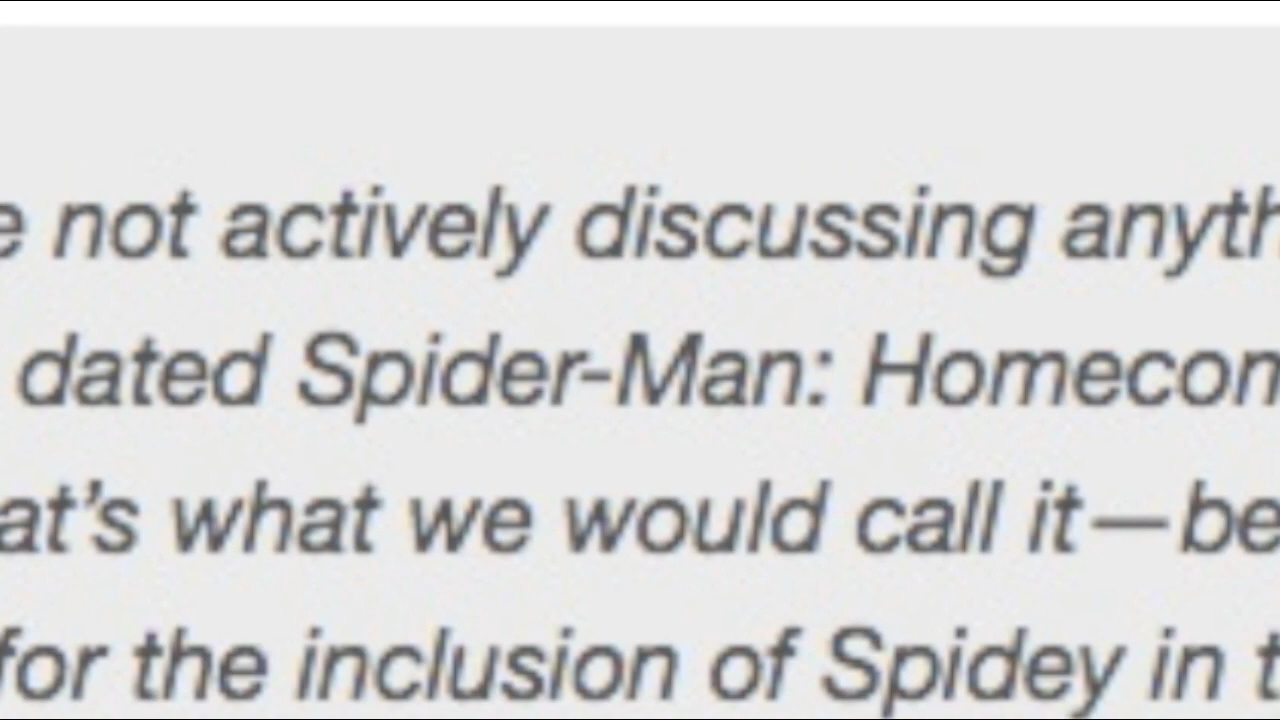 e not actively discussing anyth
dated Spider-Man: Homecom
at's what we would call it—be
for the inclusion of Spidey in t